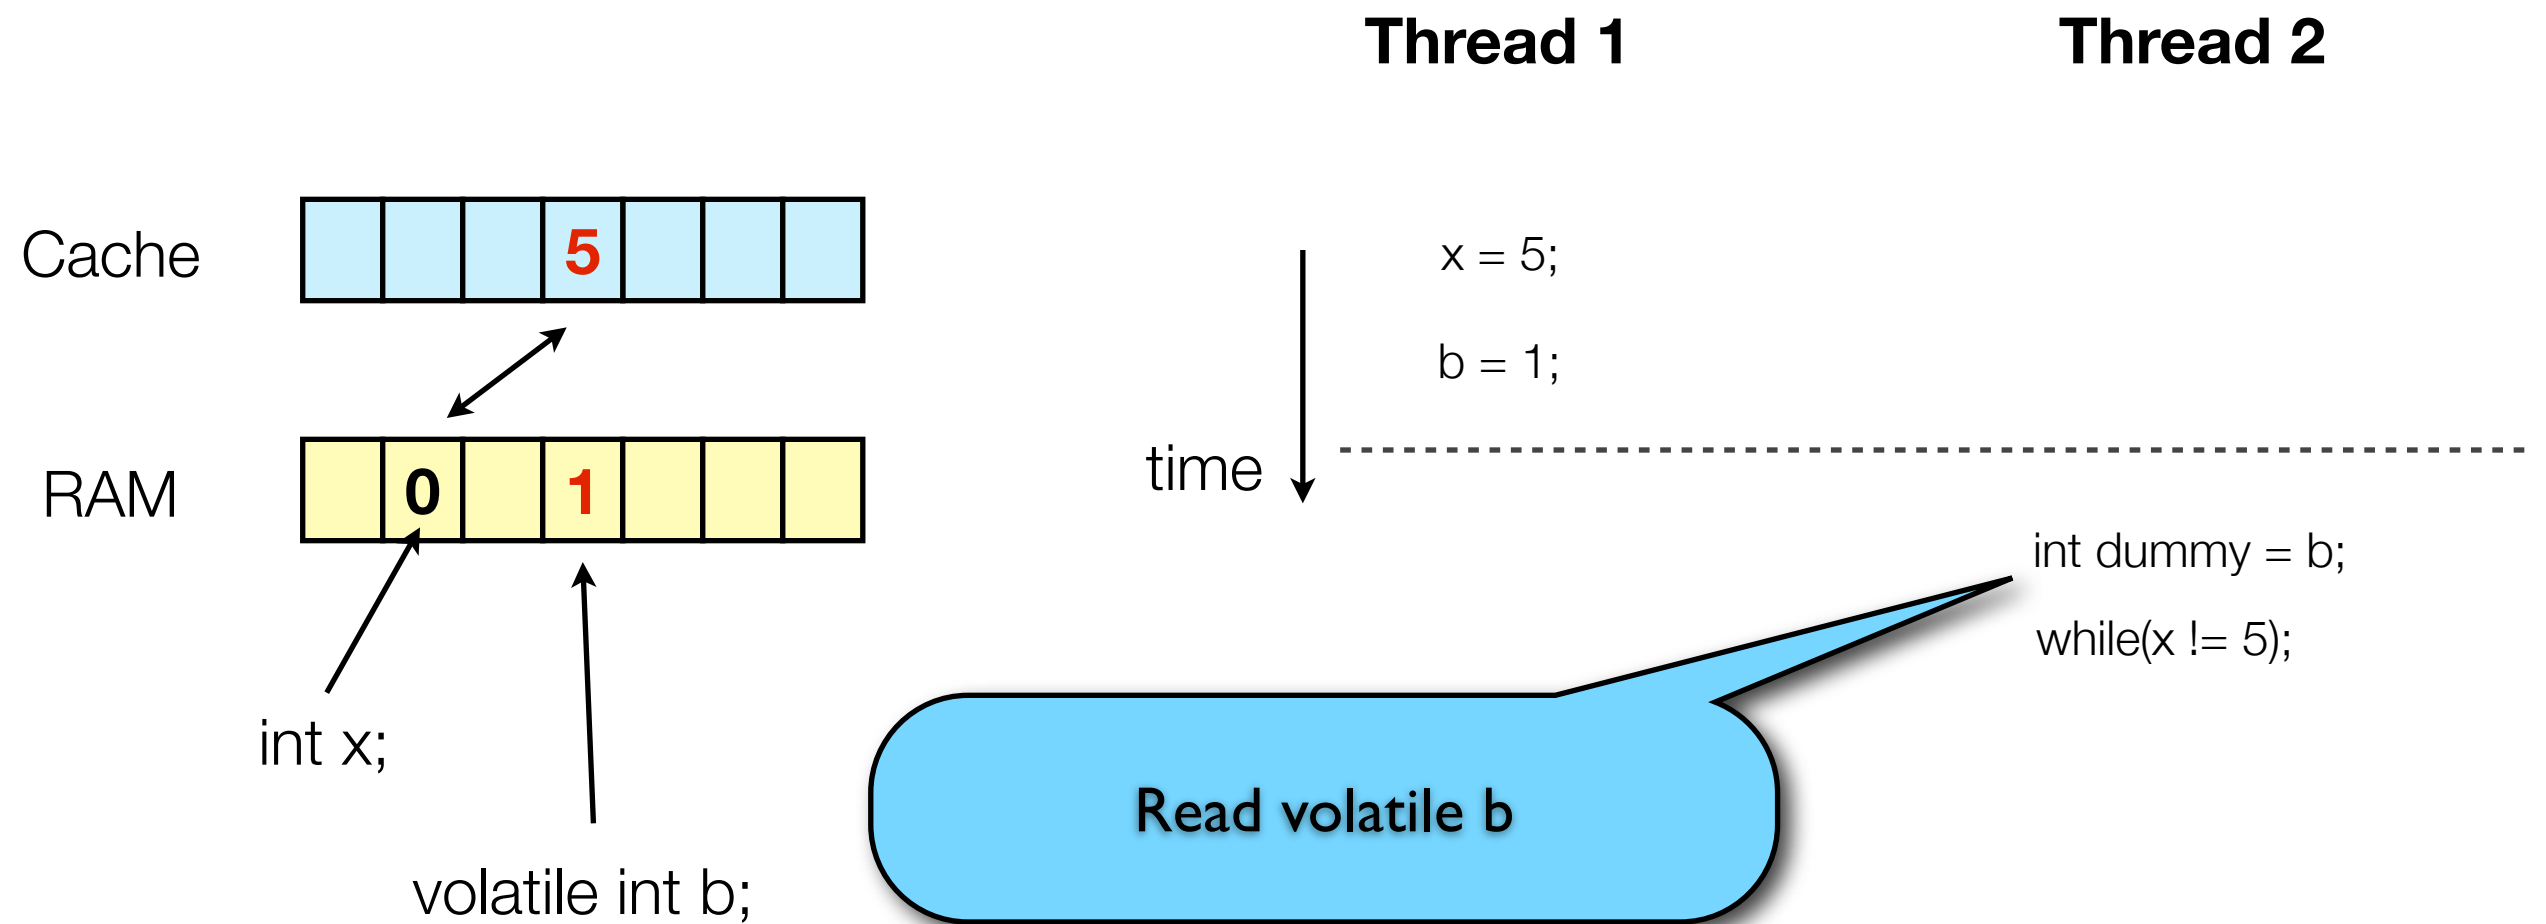 Thread 1
Thread 2
Cache
5
x = 5;
b = 1;
time
RAM
0
1
int dummy = b;
while(x != 5);
int x;
Read volatile b
volatile int b;